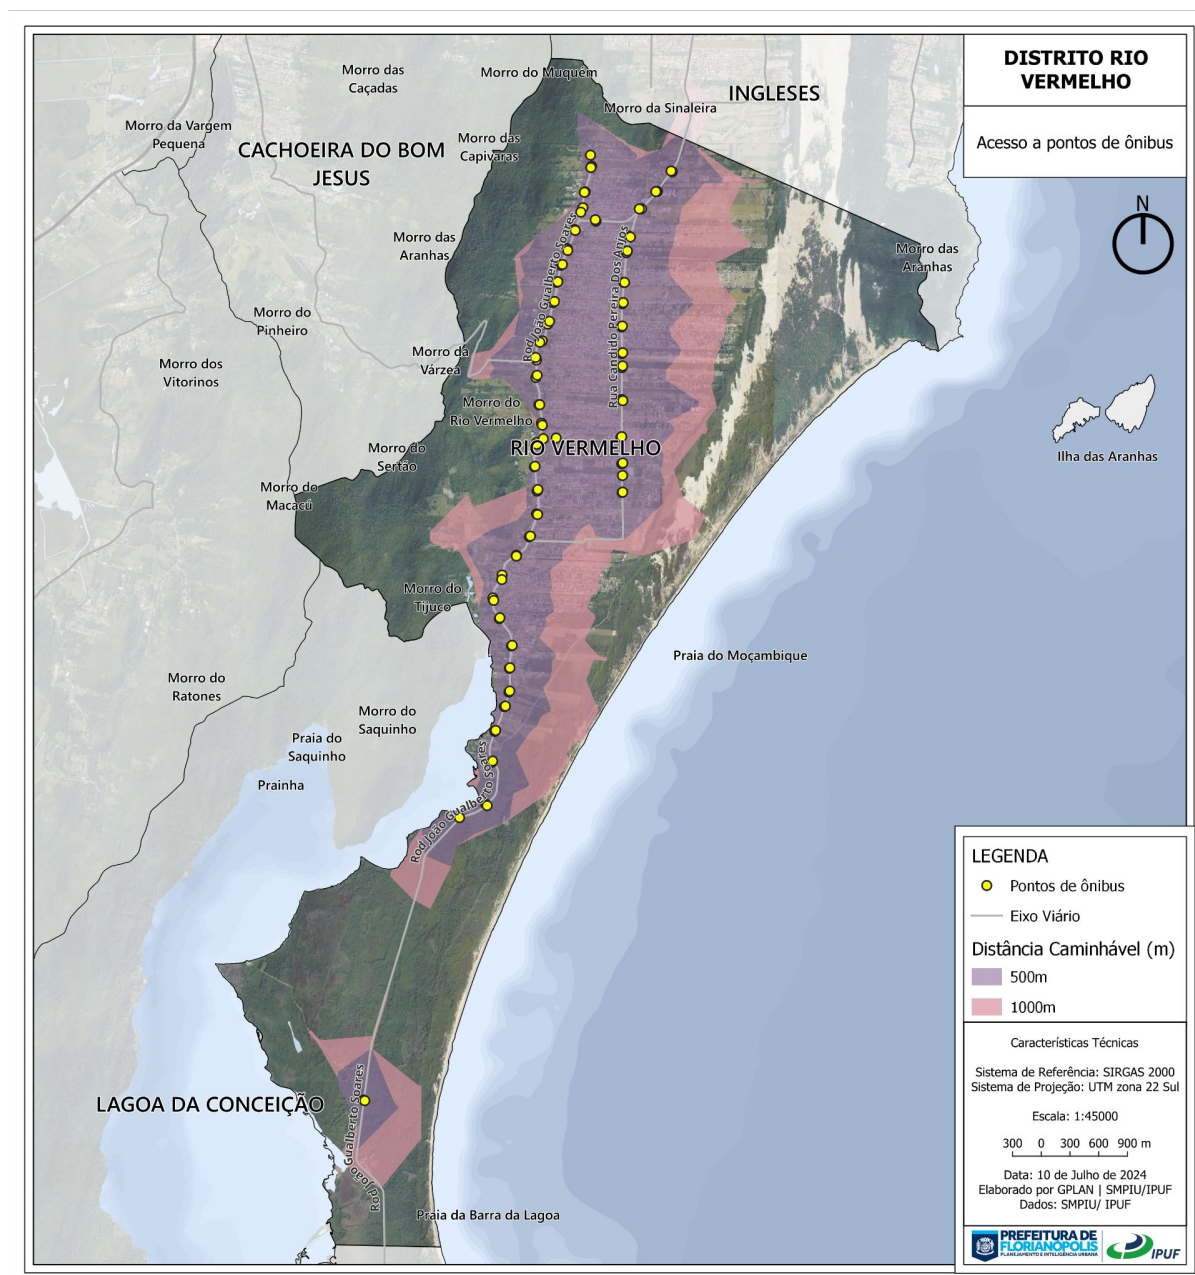 DISTRITO RIO
VERMELHO
Acesso a pontos de ônibus
N
Morro das
Caçadas
Morro do Muquém
INGLESES
Morro da Sinaleira
Morro da Vargem
Pequena
CACHOEIRA DO BOM
JESUS
Morro das
Capivaras
Morro das
Aranhas
Morro das
Aranhas
Rod João Gualberto Soares
Rua Candido Pereira Dos Anjos
Morro do
Pinheiro
Morro da
Várzea
Morro dos
Vitorinos
Morro do
Rio Vermelho
RIO VERMELHO
Ilha das Aranhas
Morro do
Sertão
Morro do
Macacú
Morro do
Tijuco
Praia do Moçambique
Morro do
Ratones
Morro do
Saquinho
Praia do
Saquinho
Prainha
Rod João Gualberto Soares
LAGOA DA CONCEIÇÃO
Rod João Gualberto Soares
Praia da Barra da Lagoa
LEGENDA
Pontos de ônibus
Eixo Viário
Distância Caminhável (m)
500m
1000m
Características Técnicas
Sistema de Referência: SIRGAS 2000
Sistema de Projeção: UTM zona 22 Sul
Escala: 1:45000
300 0 300 600 900 m
Data: 10 de Julho de 2024
Elaborado por GPLAN | SMPIU/IPUF
Dados: SMPIU/ IPUF
PREFEITURA DE
FLORIANÓPOLIS
PLANEJAMENTO E INTELIGÊNCIA URBANA
IPUF